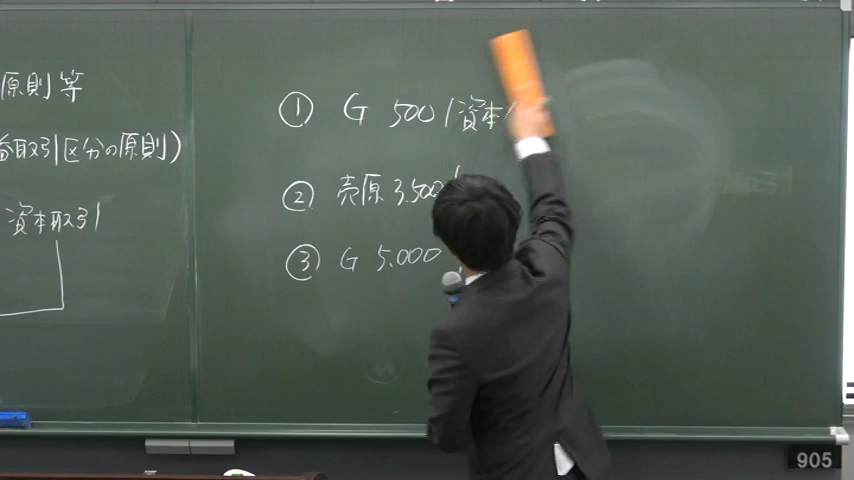 原則等
益取引区分の原則)
資本取引
① G 500 / 資本
② 売原 3,500 /
③ G 5,000
905